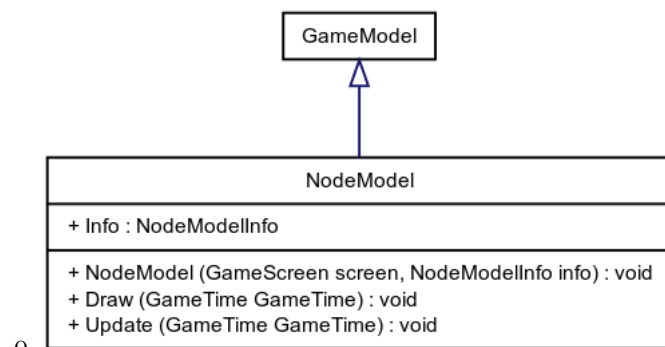 GameModel
NodeModel
+ Info : NodeModelInfo
+ NodeModel (GameScreen screen, NodeModelInfo info) : void
+ Draw (GameTime GameTime) : void
+ Update (GameTime GameTime) : void